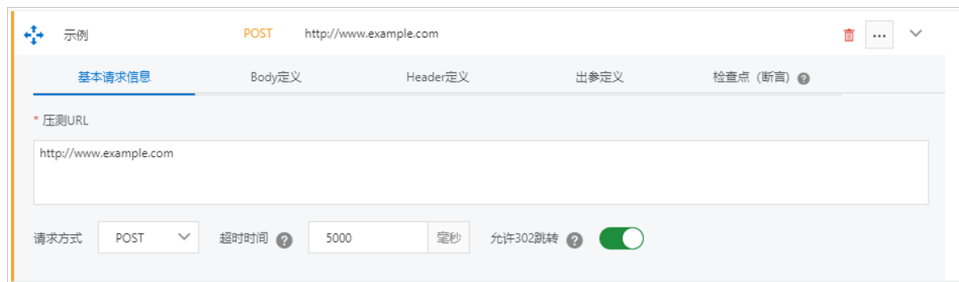 示例 POST http://www.example.com ...
基本请求信息 Body定义 Header定义 出参定义 检查点（断言） ?
* 压测URL
http://www.example.com
请求方式 POST 超时时间 ? 5000 毫秒 允许302跳转 ?